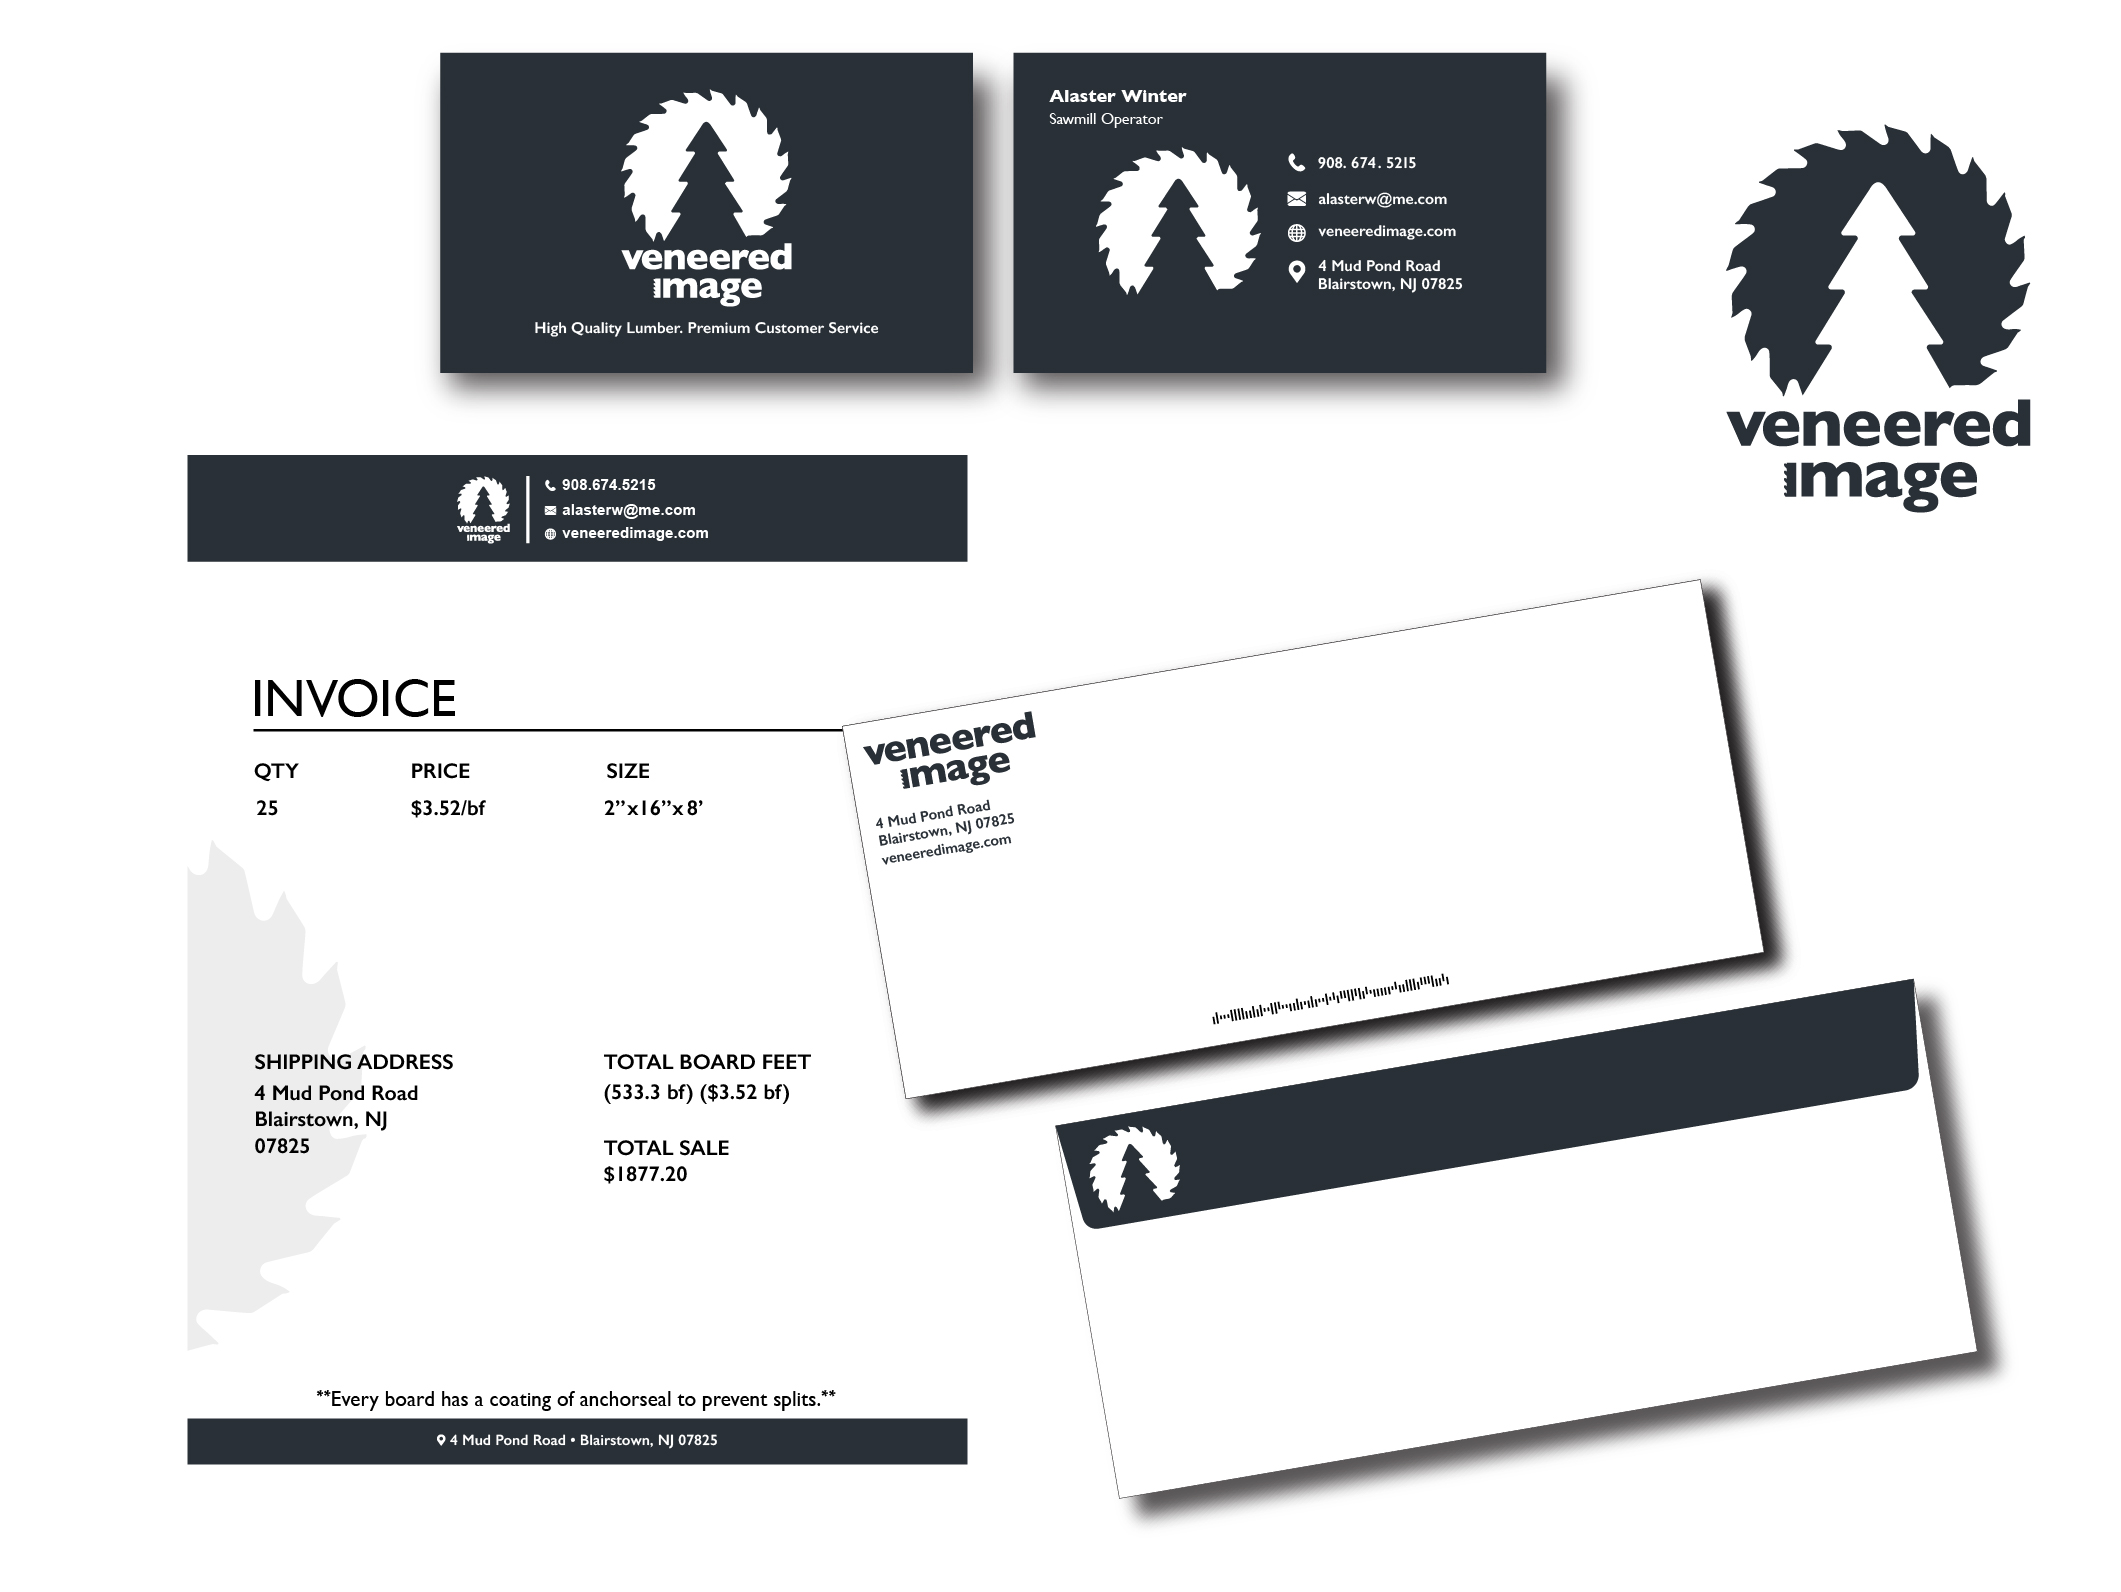 veneered
image
High Quality Lumber. Premium Customer Service
Alaster Winter
Sawmill Operator
908. 674. 5215
alasterw@me.com
veneeredimage.com
4 Mud Pond Road
Blairstown, NJ 07825
veneered
image
veneered
image
908.674.5215
alasterw@me.com
veneeredimage.com
INVOICE
QTY PRICE SIZE
25 $3.52/bf 2”x16”x8’
SHIPPING ADDRESS
4 Mud Pond Road
Blairstown, NJ
07825
TOTAL BOARD FEET
(533.3 bf) ($3.52 bf)
TOTAL SALE
$1877.20
**Every board has a coating of anchorseal to prevent splits.**
4 Mud Pond Road • Blairstown, NJ 07825
veneered
image
4 Mud Pond Road
Blairstown, NJ 07825
veneeredimage.com